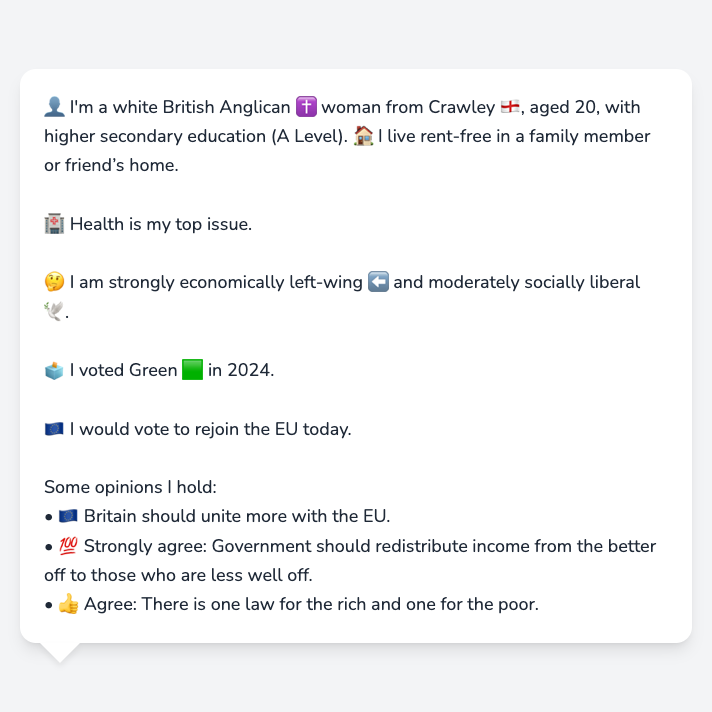 👤 I'm a white British Anglican ✝️ woman from Crawley 🏴󠁧󠁢󠁥󠁮󠁧󠁿, aged 20, with
higher secondary education (A Level). 🏠 I live rent-free in a family member
or friend’s home.
🏥 Health is my top issue.
🤔 I am strongly economically left-wing ⬅️ and moderately socially liberal
🕊️.
🗳️ I voted Green 🟩 in 2024.
🇪🇺 I would vote to rejoin the EU today.
Some opinions I hold:
• 🇪🇺 Britain should unite more with the EU.
• 💯 Strongly agree: Government should redistribute income from the better
off to those who are less well off.
• 👍 Agree: There is one law for the rich and one for the poor.